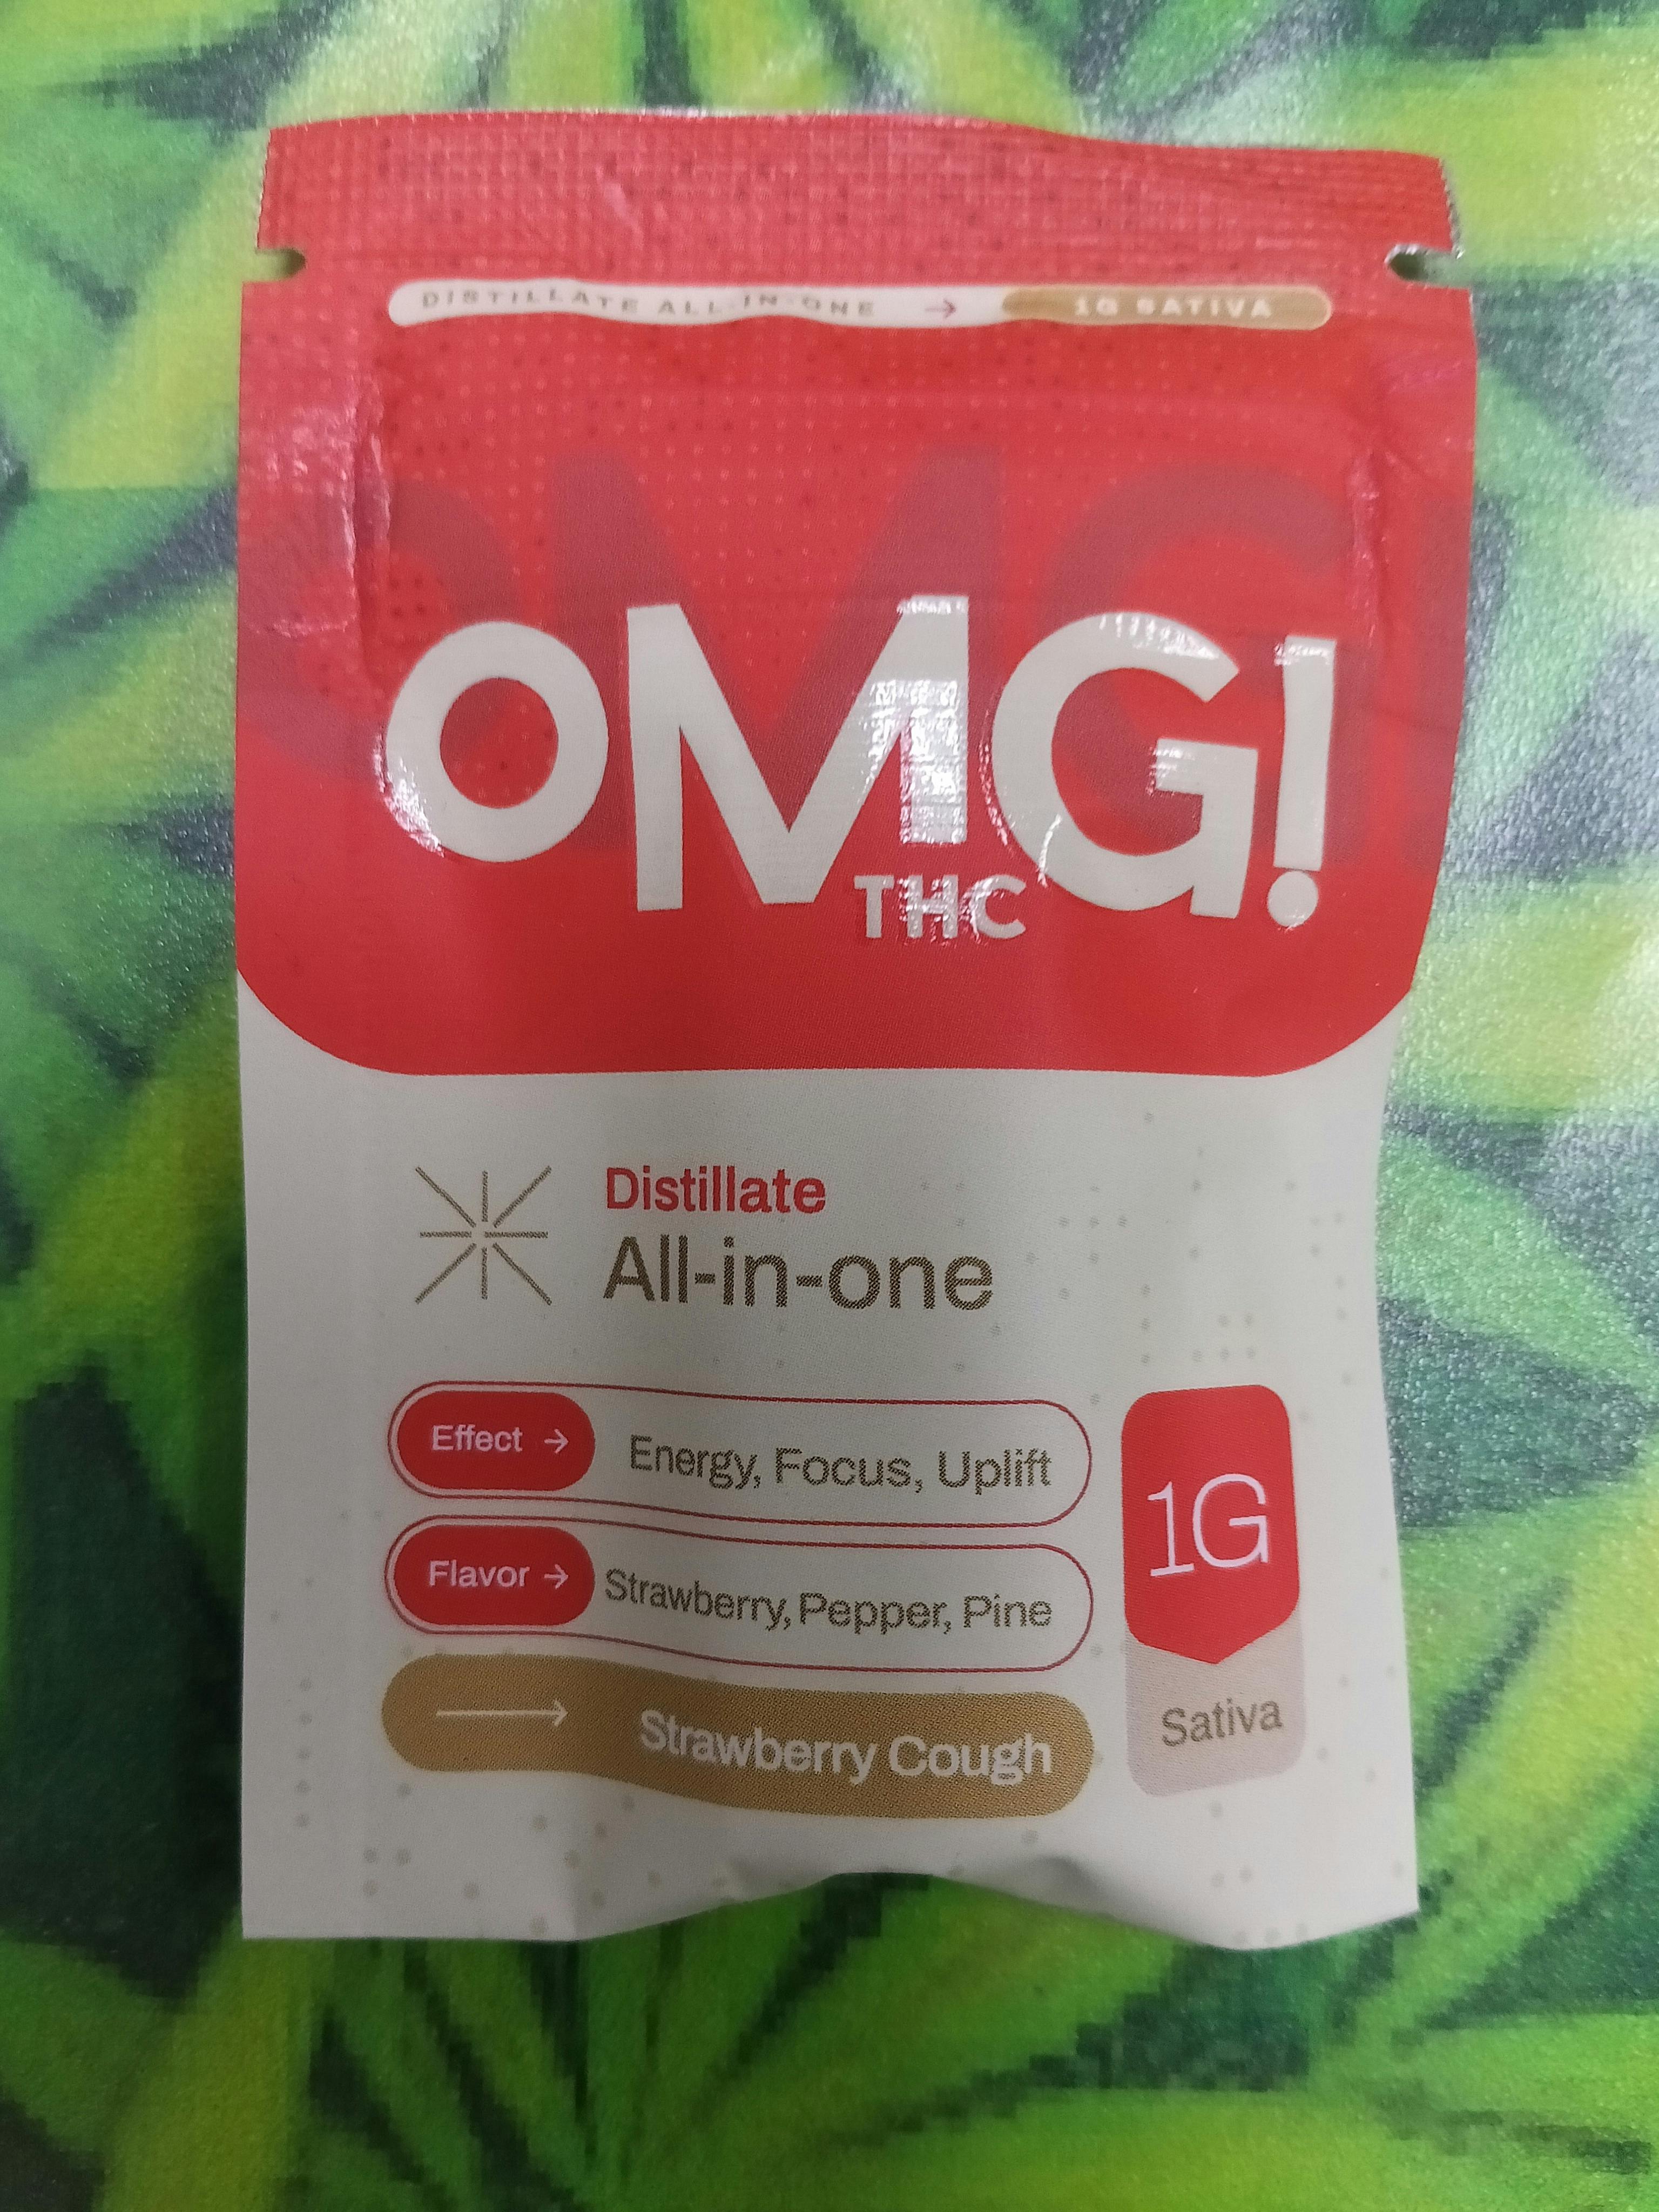 DISTILLATE ALL-IN-ONE → 1G SATIVA
OMG!
OMG!
THC
Distillate
All-in-one
Effect → Energy, Focus, Uplift
Flavor → Strawberry, Pepper, Pine
1G
→ Strawberry Cough
Sativa